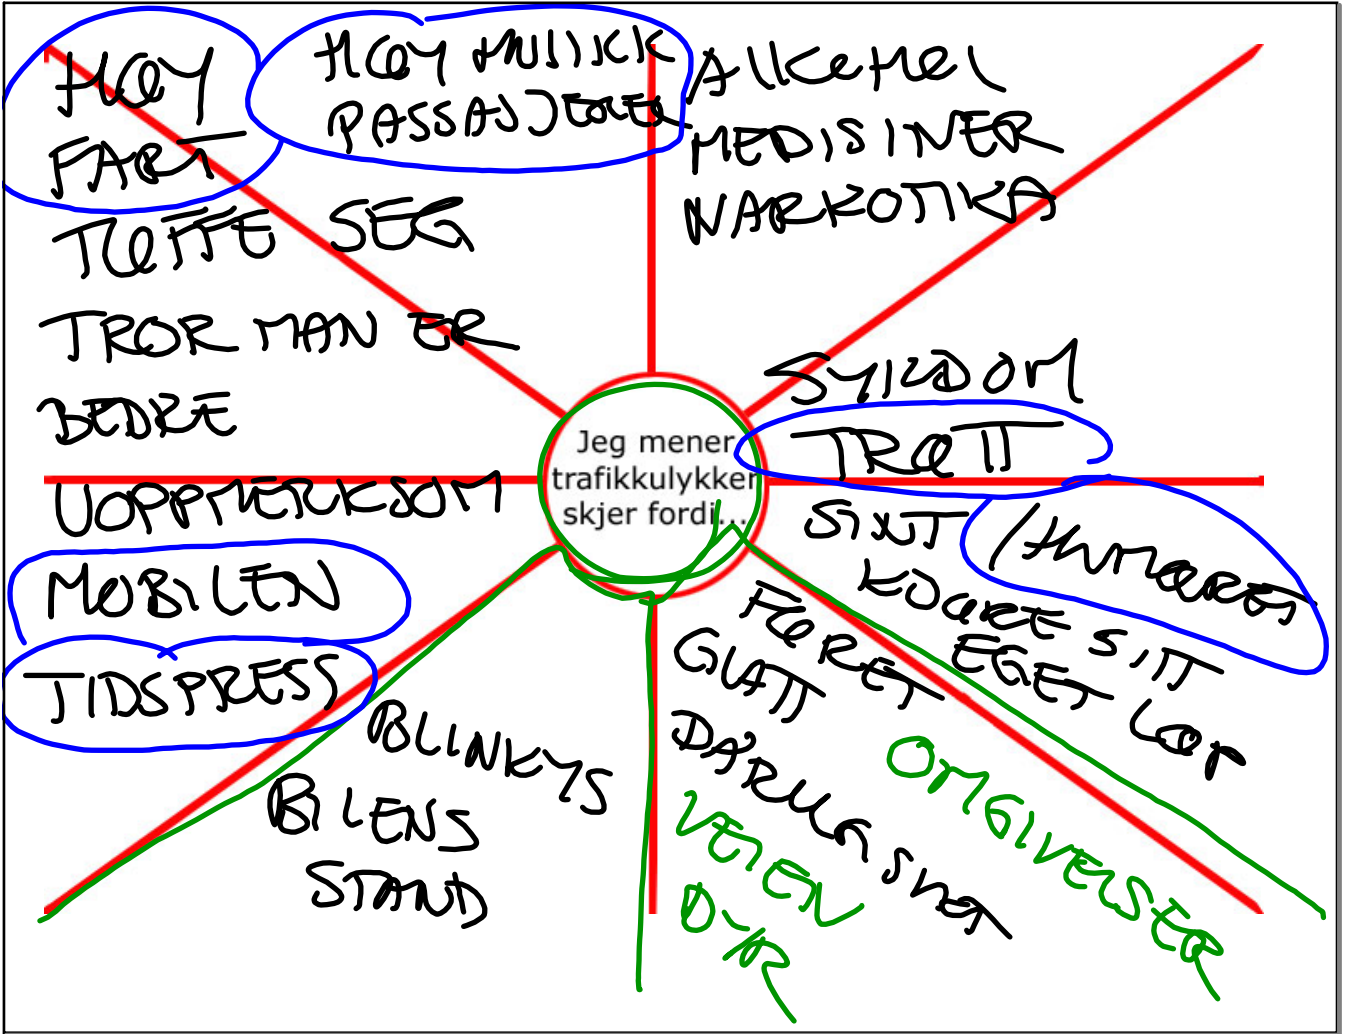 HØY
FART
HØY MUSIKK
PASSASJERER
TØFFE SEG
TROR MAN ER
BEDRE
ALKOHOL
MEDISINER
NARKOTIKA
SYKDOM
TRØTT
Jeg mener
trafikkulykker
skjer fordi...
UOPPMERKSOM
MOBILEN
TIDSPRESS
SINT / HUMØRET
KJØRE SITT
EGET LØP
FØRET
GLATT
DÅRLIG SIKT
VEIEN
DYR
OMGIVELSER
BLINKYS
BILENS
STAND